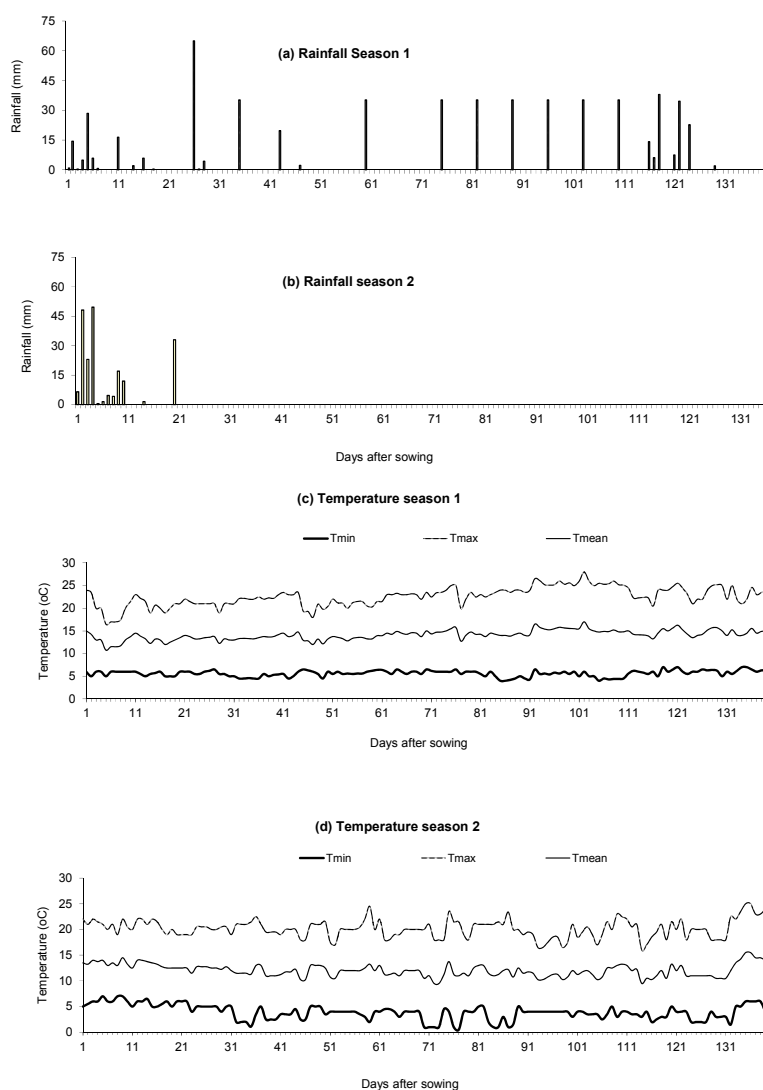 (a) Rainfall Season 1
Rainfall (mm)
75
60
45
30
15
0
1 11 21 31 41 51 61 71 81 91 101 111 121 131
(b) Rainfall season 2
Rainfall (mm)
75
60
45
30
15
0
1 11 21 31 41 51 61 71 81 91 101 111 121 131
Days after sowing
(c) Temperature season 1
Tmin Tmax Tmean
Temperature (oC)
30
25
20
15
10
5
0
1 11 21 31 41 51 61 71 81 91 101 111 121 131
Days after sowing
(d) Temperature season 2
Tmin Tmax Tmean
Temperature (oC)
30
25
20
15
10
5
0
1 11 21 31 41 51 61 71 81 91 101 111 121 131
Days after sowing